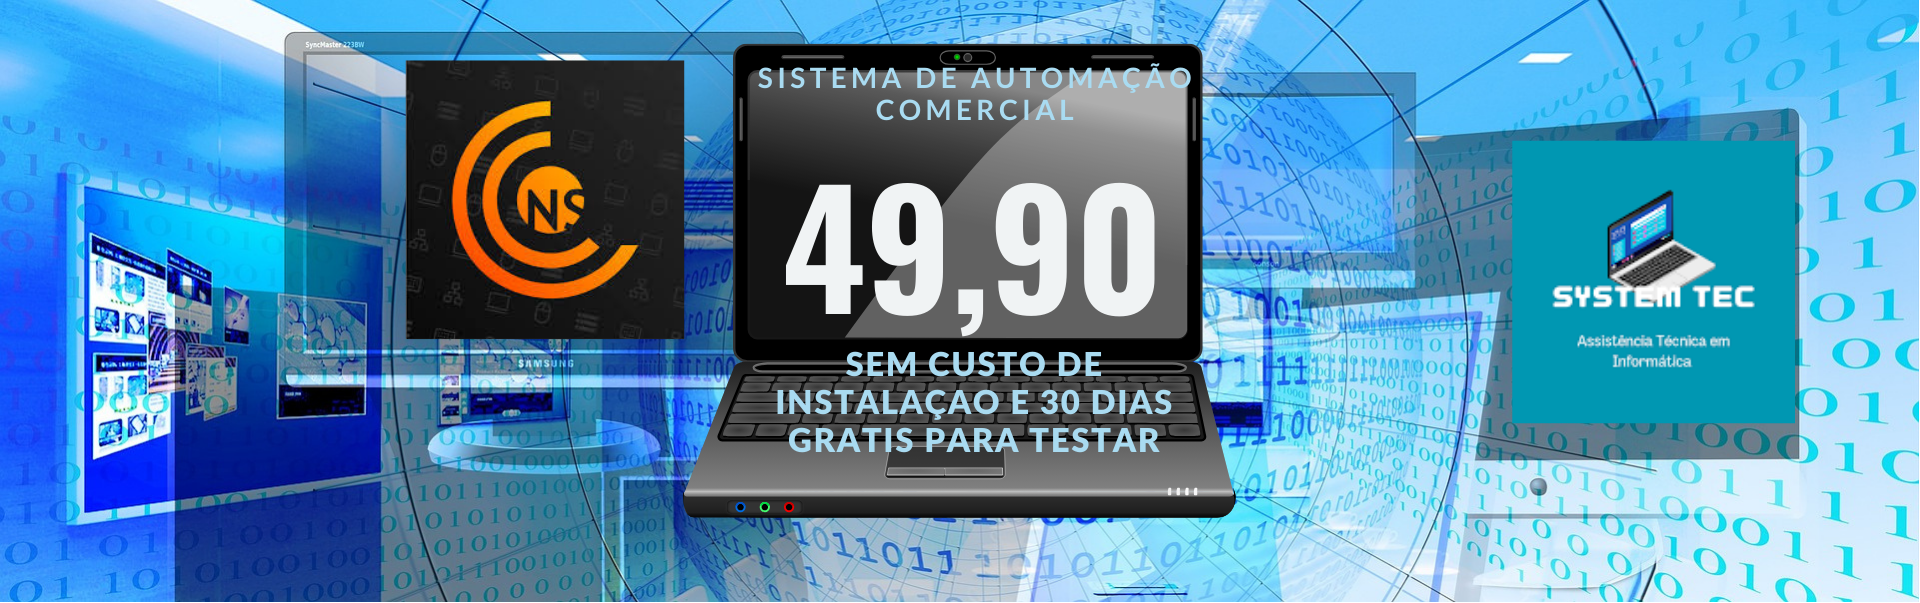 SyncMaster 223BW
SISTEMA DE AUTOMAÇÃO
COMERCIAL
NS
49,90
SAMSUNG
SEM CUSTO DE
INSTALAÇAO E 30 DIAS
GRATIS PARA TESTAR
SYSTEM TEC
Assistência Técnica em
Informática